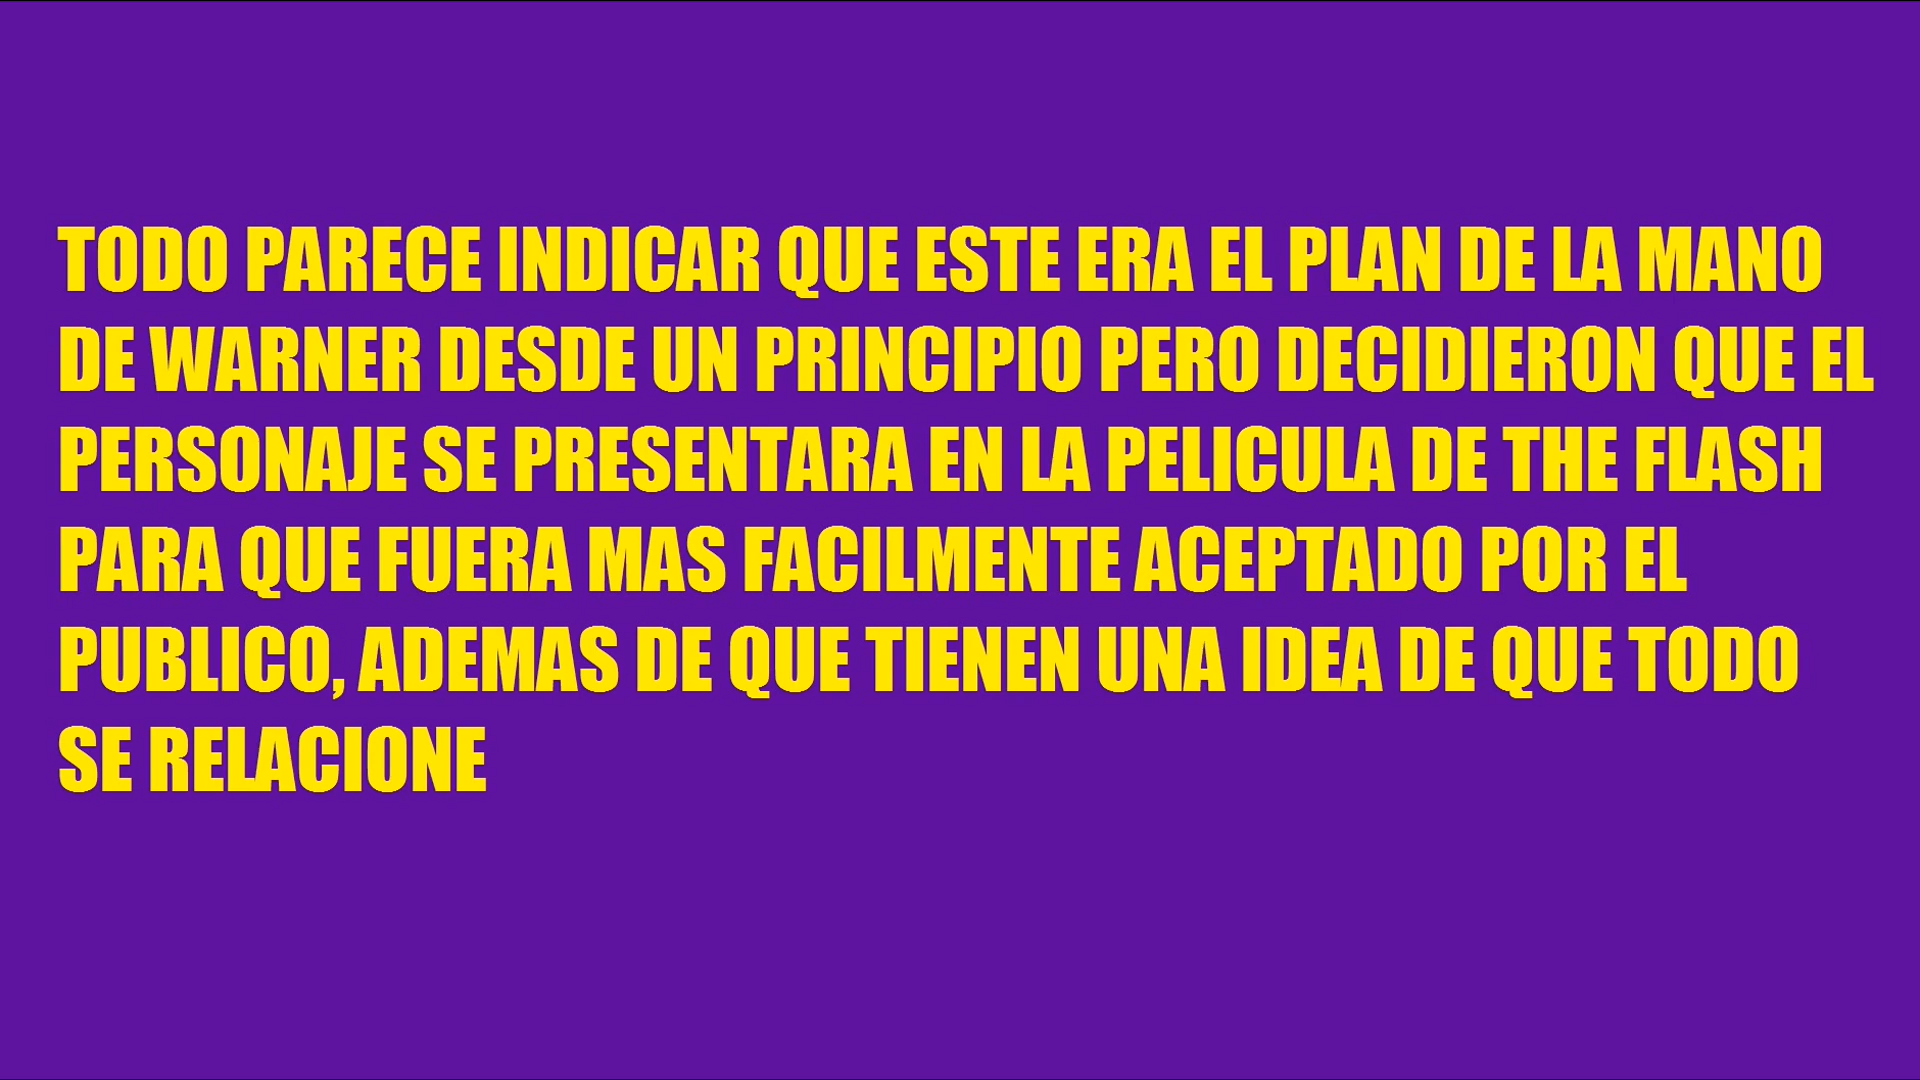 TODO PARECE INDICAR QUE ESTE ERA EL PLAN DE LA MANO
DE WARNER DESDE UN PRINCIPIO PERO DECIDIERON QUE EL
PERSONAJE SE PRESENTARA EN LA PELICULA DE THE FLASH
PARA QUE FUERA MAS FACILMENTE ACEPTADO POR EL
PUBLICO, ADEMAS DE QUE TIENEN UNA IDEA DE QUE TODO
SE RELACIONE